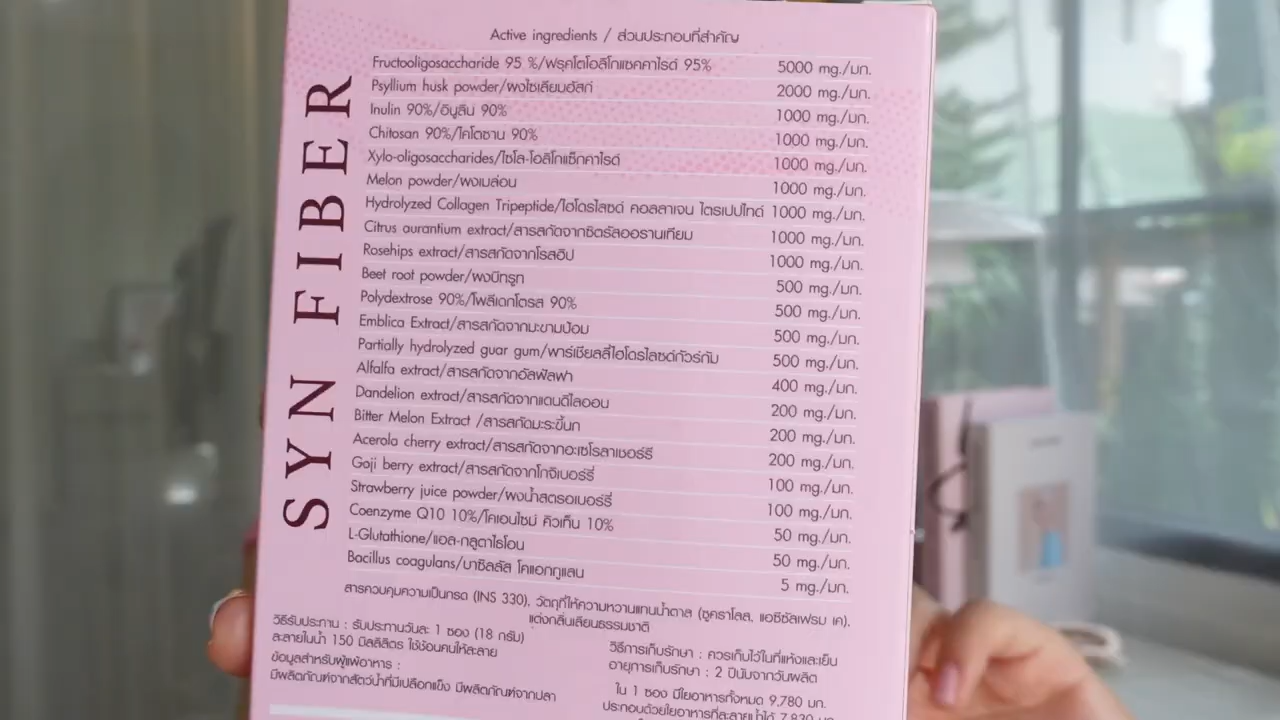 SYN FIBER
Active ingredients / ส่วนประกอบที่สำคัญ
Fructooligosaccharide 95 %/ฟรุคโตโอลิโกแซคคาไรด์ 95% 5000 mg./มก.
Psyllium husk powder/ผงไซเลียมฮัสก์ 2000 mg./มก.
Inulin 90%/อินูลิน 90% 1000 mg./มก.
Chitosan 90%/ไคโตซาน 90% 1000 mg./มก.
Xylo-oligosaccharides/ไซโล-โอลิโกแซ็กคาไรด์ 1000 mg./มก.
Melon powder/ผงเมล่อน 1000 mg./มก.
Hydrolyzed Collagen Tripeptide/ไฮโดรไลซด์ คอลลาเจน ไตรเปปไทด์ 1000 mg./มก.
Citrus aurantium extract/สารสกัดจากซิตรัสออรานเทียม 1000 mg./มก.
Rosehips extract/สารสกัดจากโรสฮิป 1000 mg./มก.
Beet root powder/ผงบีทรูท 500 mg./มก.
Polydextrose 90%/โพลีเดกโตรส 90% 500 mg./มก.
Emblica Extract/สารสกัดจากมะขามป้อม 500 mg./มก.
Partially hydrolyzed guar gum/พาร์เชียลลี่ไฮโดรไลซด์กัวร์กัม 500 mg./มก.
Alfalfa extract/สารสกัดจากอัลฟัลฟา 400 mg./มก.
Dandelion extract/สารสกัดจากแดนดีไลออน 200 mg./มก.
Bitter Melon Extract /สารสกัดมะระขี้นก 200 mg./มก.
Acerola cherry extract/สารสกัดจากอะเซโรลาเชอร์รี่ 200 mg./มก.
Goji berry extract/สารสกัดจากโกจิเบอร์รี่ 100 mg./มก.
Strawberry juice powder/ผงน้ำสตรอเบอร์รี่ 100 mg./มก.
Coenzyme Q10 10%/โคเอนไซม์ คิวเท็น 10% 50 mg./มก.
L-Glutathione/แอล-กลูตาไธโอน 50 mg./มก.
Bacillus coagulans/บาซิลลัส โคแอกกูแลน 5 mg./มก.
สารควบคุมความเป็นกรด (INS 330), วัตถุที่ให้ความหวานแทนน้ำตาล (ซูคราโลส, แอซีซัลเฟรม เค).
แต่งกลิ่นเลียนธรรมชาติ
วิธีรับประทาน : รับประทานวันละ 1 ซอง (18 กรัม)
ละลายในน้ำ 150 มิลลิลิตร ใช้ช้อนคนให้ละลาย
ข้อมูลสำหรับผู้แพ้อาหาร :
มีผลิตภัณฑ์จากสัตว์น้ำที่มีเปลือกแข็ง มีผลิตภัณฑ์จากปลา
วิธีการเก็บรักษา : ควรเก็บไว้ในที่แห้งและเย็น
อายุการเก็บรักษา : 2 ปีนับจากวันผลิต
ใน 1 ซอง มีใยอาหารทั้งหมด 9,780 มก.
ประกอบด้วยใยอาหารที่ละลายน้ำได้ 7,830 มก.